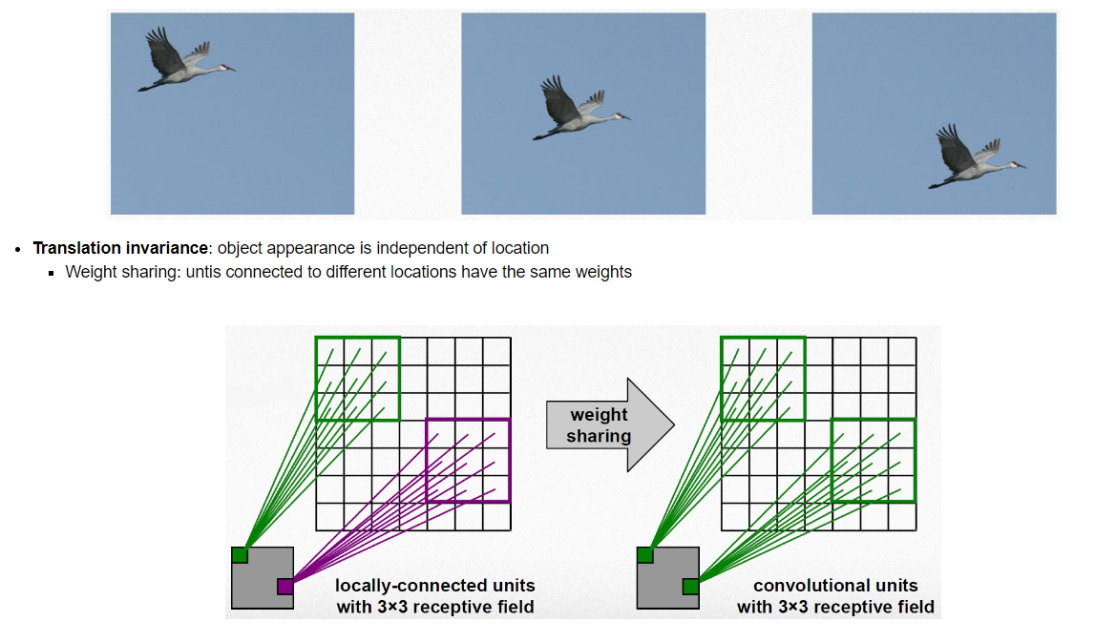 Translation invariance: object appearance is independent of location
Weight sharing: untis connected to different locations have the same weights
weight
sharing
locally-connected units
with 3×3 receptive field
convolutional units
with 3×3 receptive field